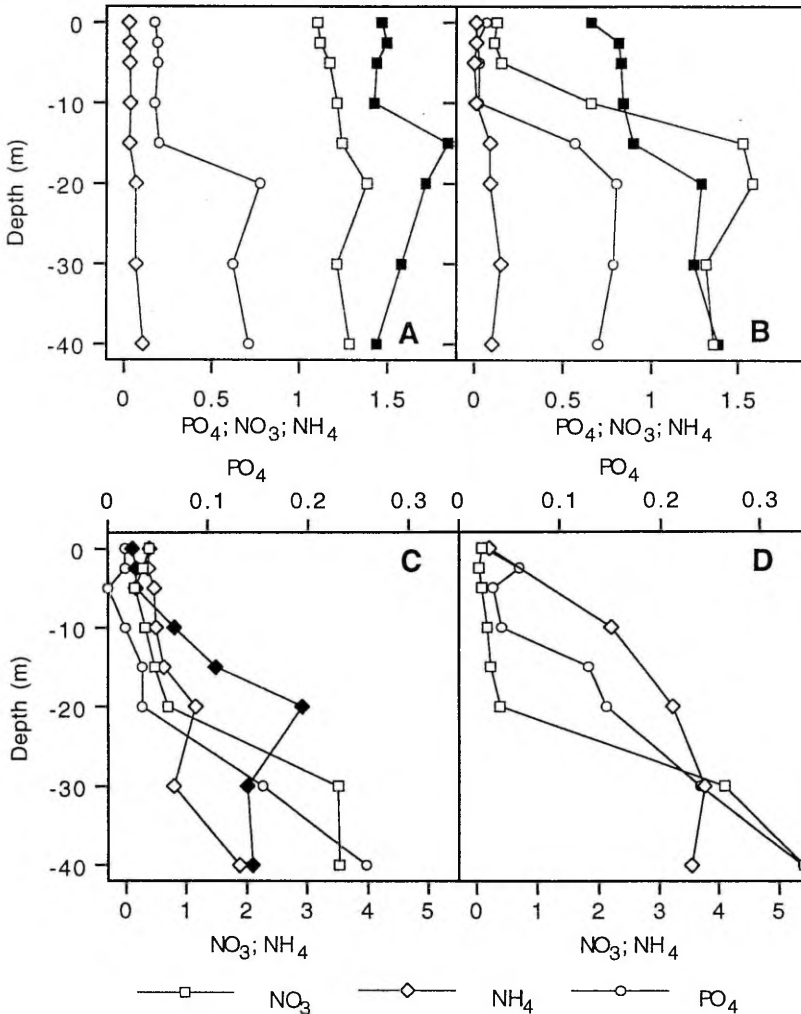 0
-10
-20
-30
-40
Depth (m)
A
B
0 0.5 1 1.5
0 0.5 1 1.5
PO4; NO3; NH4
PO4; NO3; NH4
PO4
PO4
0 0.1 0.2 0.3
0 0.1 0.2 0.3
0
-10
-20
-30
-40
Depth (m)
C
D
0 1 2 3 4 5
0 1 2 3 4 5
NO3; NH4
NO3; NH4
NO3 NH4 PO4